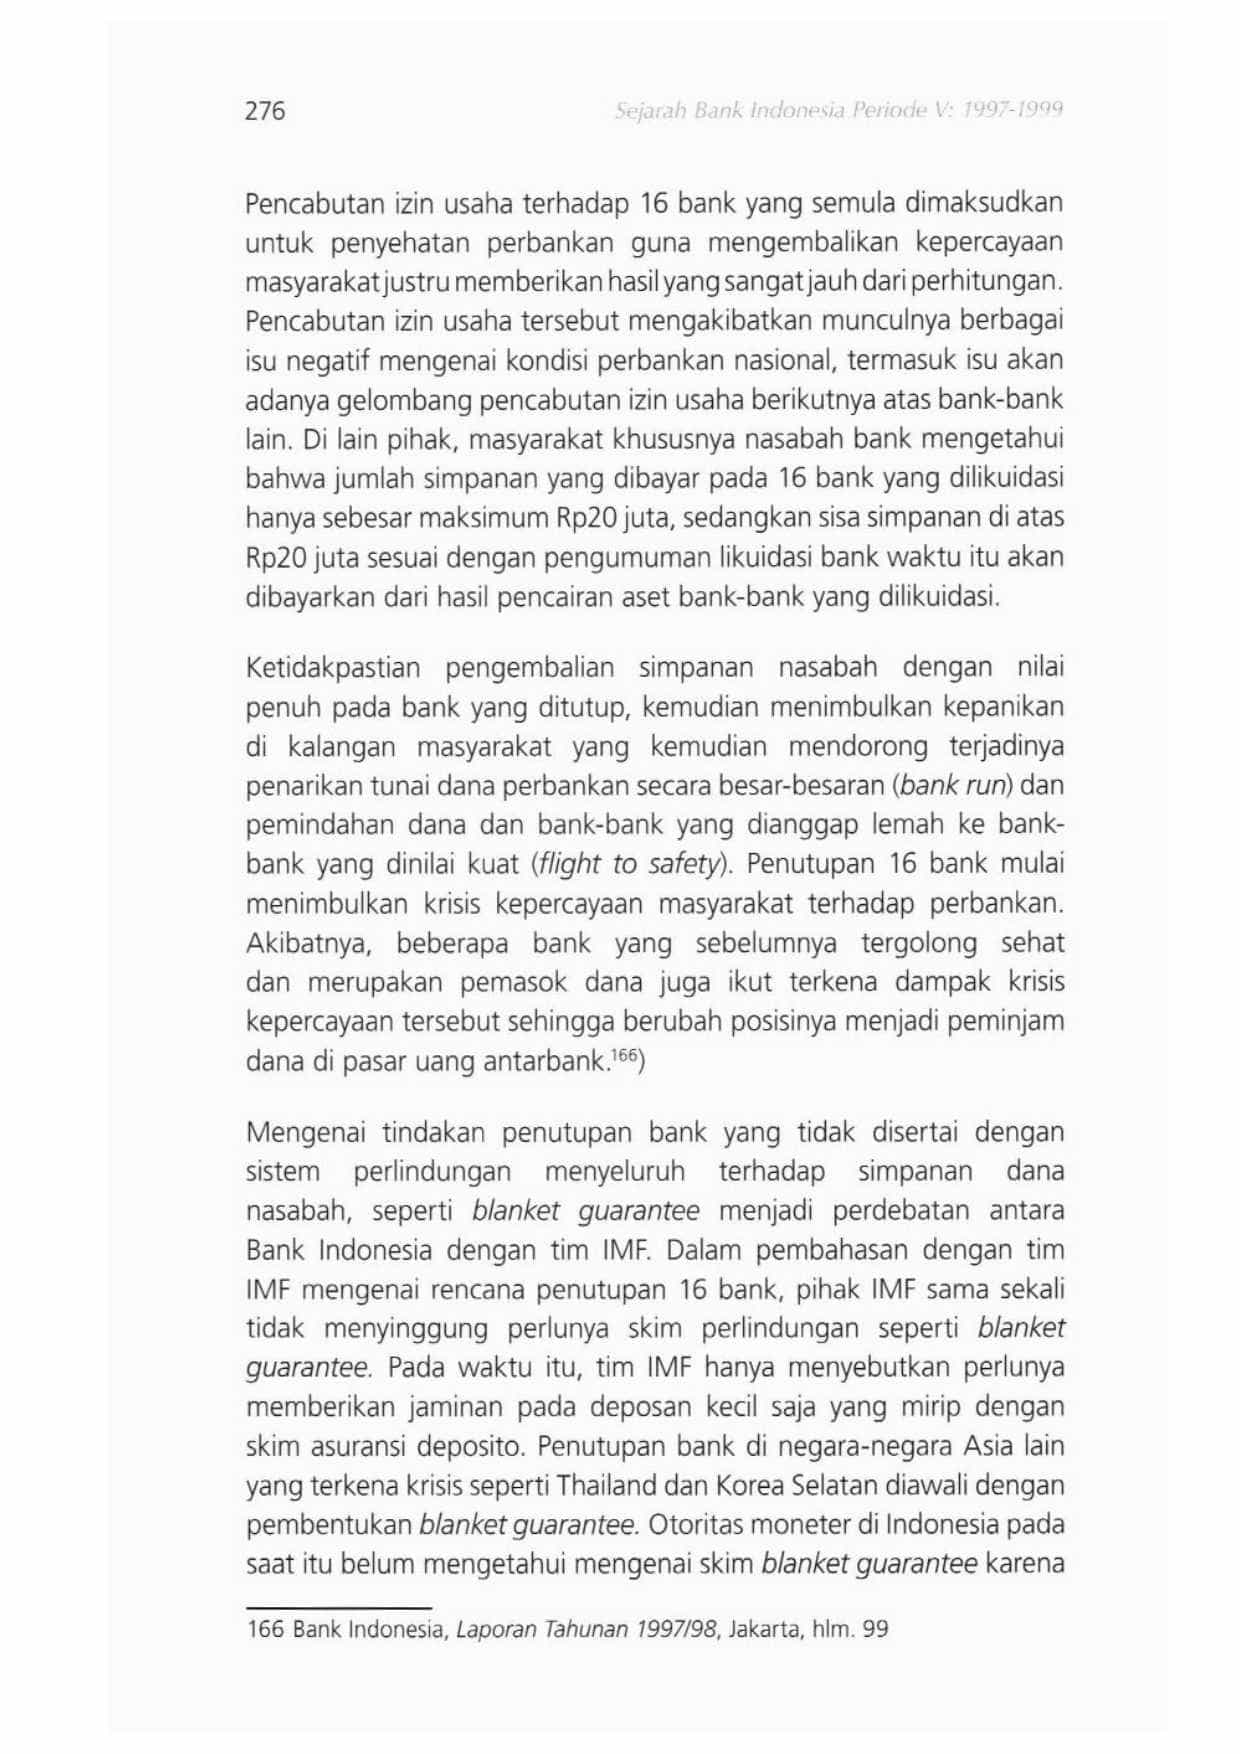 276
Sejarah Bank Indonesia Periode V: 1997-1999
Pencabutan izin usaha terhadap 16 bank yang semula dimaksudkan
untuk penyehatan perbankan guna mengembalikan kepercayaan
masyarakat justru memberikan hasil yang sangat jauh dari perhitungan.
Pencabutan izin usaha tersebut mengakibatkan munculnya berbagai
isu negatif mengenai kondisi perbankan nasional, termasuk isu akan
adanya gelombang pencabutan izin usaha berikutnya atas bank-bank
lain. Di lain pihak, masyarakat khususnya nasabah bank mengetahui
bahwa jumlah simpanan yang dibayar pada 16 bank yang dilikuidasi
hanya sebesar maksimum Rp20 juta, sedangkan sisa simpanan di atas
Rp20 juta sesuai dengan pengumuman likuidasi bank waktu itu akan
dibayarkan dari hasil pencairan aset bank-bank yang dilikuidasi.
Ketidakpastian pengembalian simpanan nasabah dengan nilai
penuh pada bank yang ditutup, kemudian menimbulkan kepanikan
di kalangan masyarakat yang kemudian mendorong terjadinya
penarikan tunai dana perbankan secara besar-besaran (bank run) dan
pemindahan dana dan bank-bank yang dianggap lemah ke bank-
bank yang dinilai kuat (flight to safety). Penutupan 16 bank mulai
menimbulkan krisis kepercayaan masyarakat terhadap perbankan.
Akibatnya, beberapa bank yang sebelumnya tergolong sehat
dan merupakan pemasok dana juga ikut terkena dampak krisis
kepercayaan tersebut sehingga berubah posisinya menjadi peminjam
dana di pasar uang antarbank.166)
Mengenai tindakan penutupan bank yang tidak disertai dengan
sistem perlindungan menyeluruh terhadap simpanan dana
nasabah, seperti blanket guarantee menjadi perdebatan antara
Bank Indonesia dengan tim IMF. Dalam pembahasan dengan tim
IMF mengenai rencana penutupan 16 bank, pihak IMF sama sekali
tidak menyinggung perlunya skim perlindungan seperti blanket
guarantee. Pada waktu itu, tim IMF hanya menyebutkan perlunya
memberikan jaminan pada deposan kecil saja yang mirip dengan
skim asuransi deposito. Penutupan bank di negara-negara Asia lain
yang terkena krisis seperti Thailand dan Korea Selatan diawali dengan
pembentukan blanket guarantee. Otoritas moneter di Indonesia pada
saat itu belum mengetahui mengenai skim blanket guarantee karena
166 Bank Indonesia, Laporan Tahunan 1997/98, Jakarta, hlm. 99